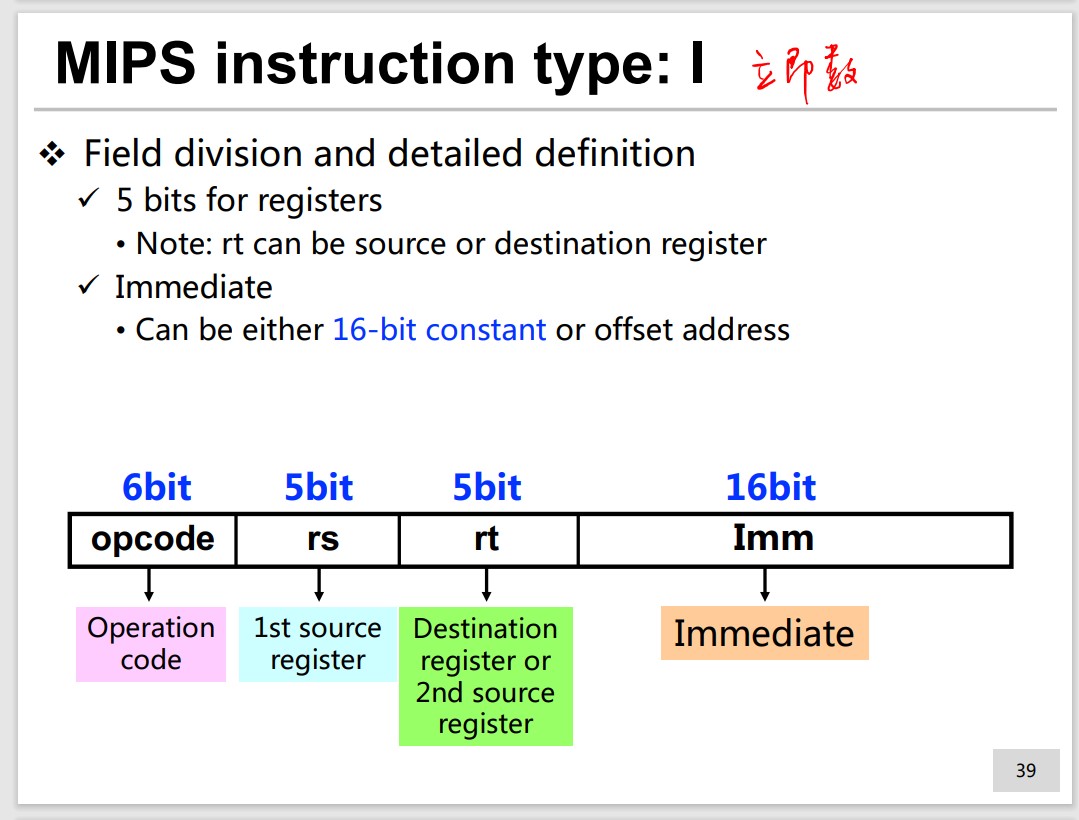 MIPS instruction type: I 立即数
Field division and detailed definition
5 bits for registers
Note: rt can be source or destination register
Immediate
Can be either 16-bit constant or offset address
6bit 5bit 5bit 16bit
opcode rs rt Imm
Operation code
1st source register
Destination register or 2nd source register
Immediate
39